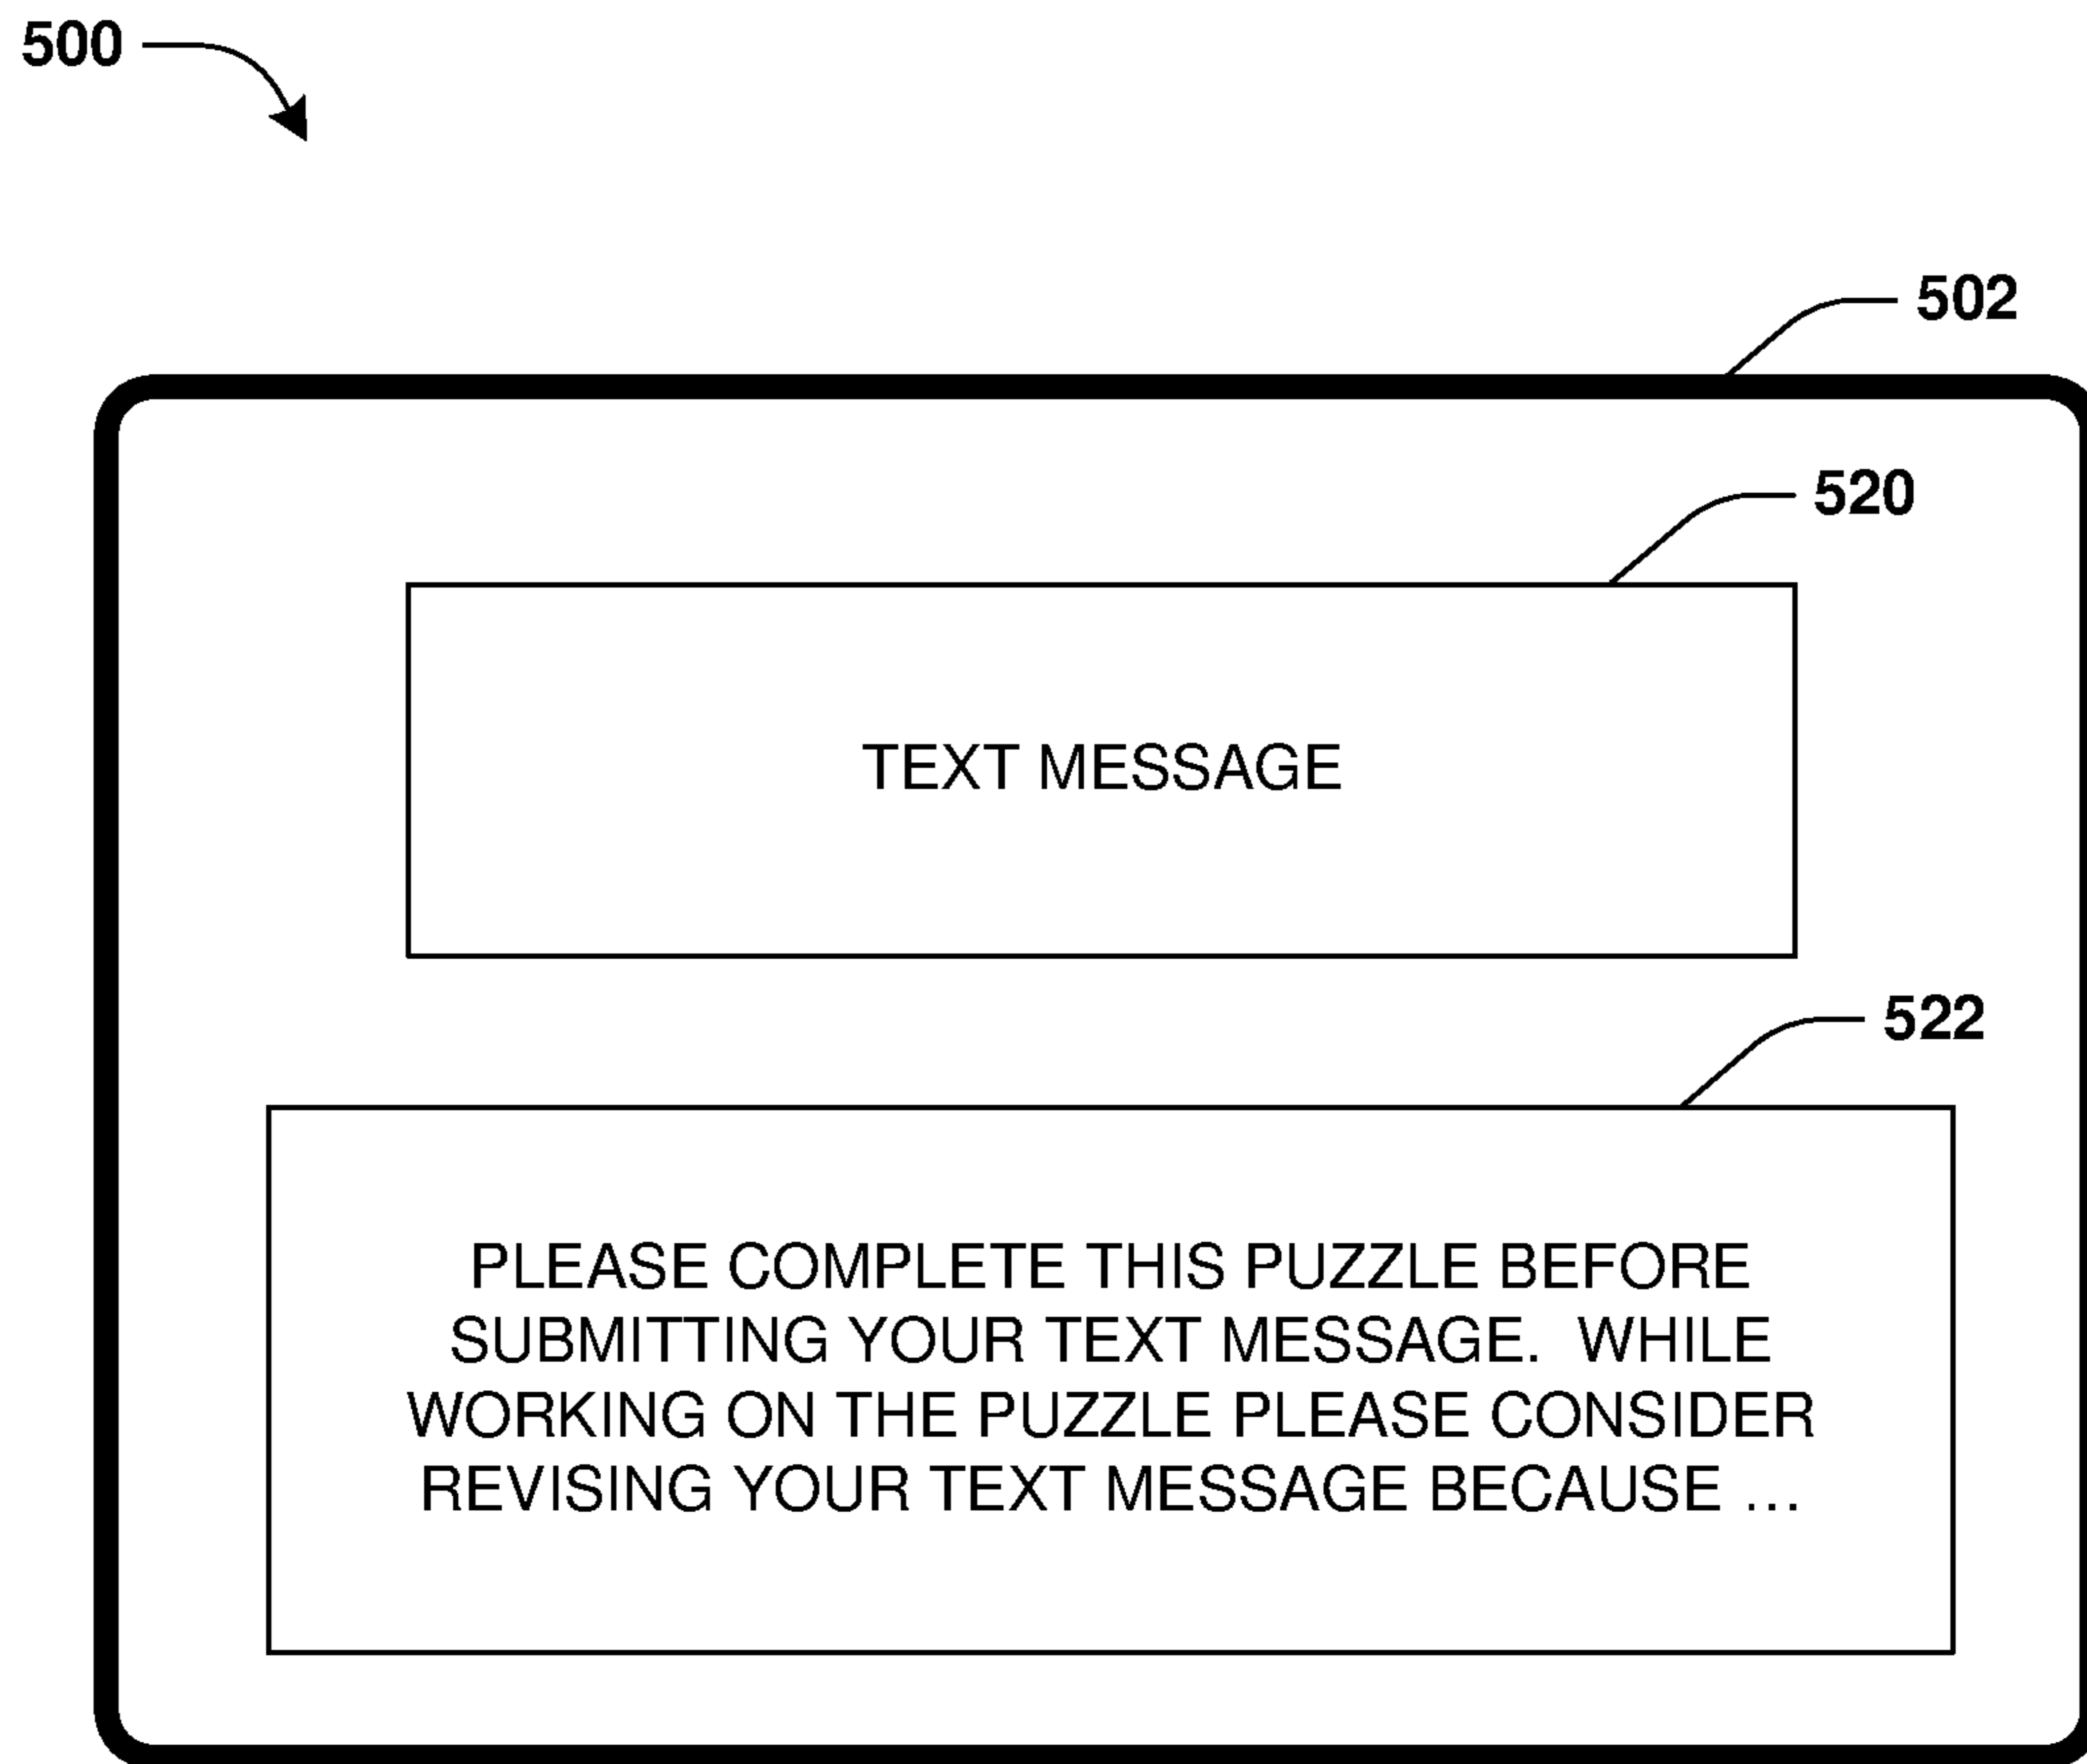 500
502
520
TEXT MESSAGE
522
PLEASE COMPLETE THIS PUZZLE BEFORE
SUBMITTING YOUR TEXT MESSAGE.  WHILE
WORKING ON THE PUZZLE PLEASE CONSIDER
REVISING YOUR TEXT MESSAGE BECAUSE ...